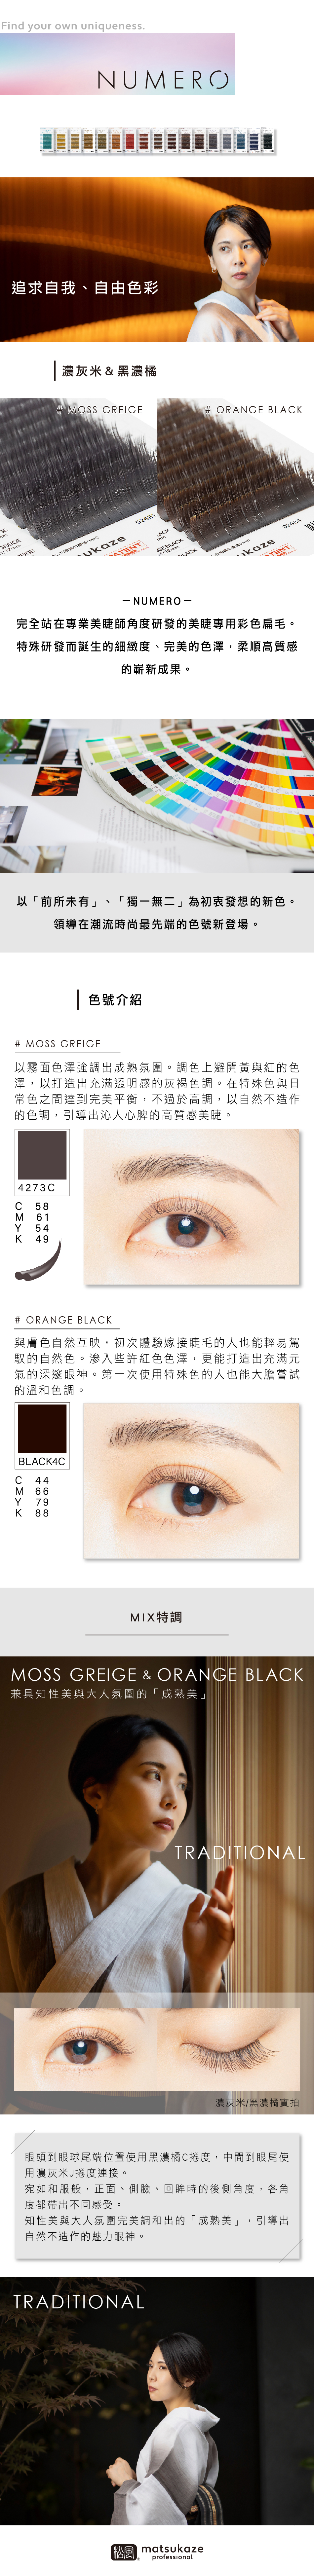 Find your own uniqueness.
NUMERO
追求自我、自由色彩
濃灰米＆黑濃橘
# MOSS GREIGE
# ORANGE BLACK
02481
02484
－NUMERO－
完全站在專業美睫師角度研發的美睫專用彩色扁毛。
特殊研發而誕生的細緻度、完美的色澤，柔順高質感
的嶄新成果。
以「前所未有」、「獨一無二」為初衷發想的新色。
領導在潮流時尚最先端的色號新登場。
色號介紹
# MOSS GREIGE
以霧面色澤強調出成熟氛圍。調色上避開黃與紅的色
澤，以打造出充滿透明感的灰褐色調。在特殊色與日
常色之間達到完美平衡，不過於高調，以自然不造作
的色調，引導出沁人心脾的高質感美睫。
4273C
C 58
M 61
Y 54
K 49
# ORANGE BLACK
與膚色自然互映，初次體驗嫁接睫毛的人也能輕易駕
馭的自然色。滲入些許紅色色澤，更能打造出充滿元
氣的深邃眼神。第一次使用特殊色的人也能大膽嘗試
的溫和色調。
BLACK4C
C 44
M 66
Y 79
K 88
MIX特調
MOSS GREIGE & ORANGE BLACK
兼具知性美與大人氛圍的「成熟美」
TRADITIONAL
濃灰米/黑濃橘實拍
眼頭到眼球尾端位置使用黑濃橘C捲度，中間到眼尾使
用濃灰米J捲度連接。
宛如和服般，正面、側臉、回眸時的後側角度，各角
度都帶出不同感受。
知性美與大人氛圍完美調和出的「成熟美」，引導出
自然不造作的魅力眼神。
TRADITIONAL
松風
matsukaze
professional